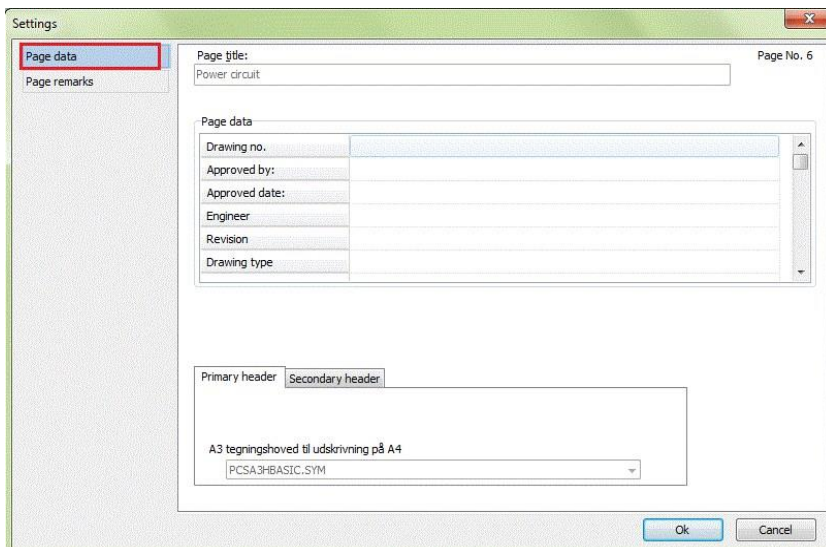 Settings
Page data
Page remarks
Page title:
Page No. 6
Power circuit
Page data
Drawing no.
Approved by:
Approved date:
Engineer
Revision
Drawing type
Primary header
Secondary header
A3 tegningshoved til udskrivning på A4
PCSA3HBASIC.SYM
Ok
Cancel